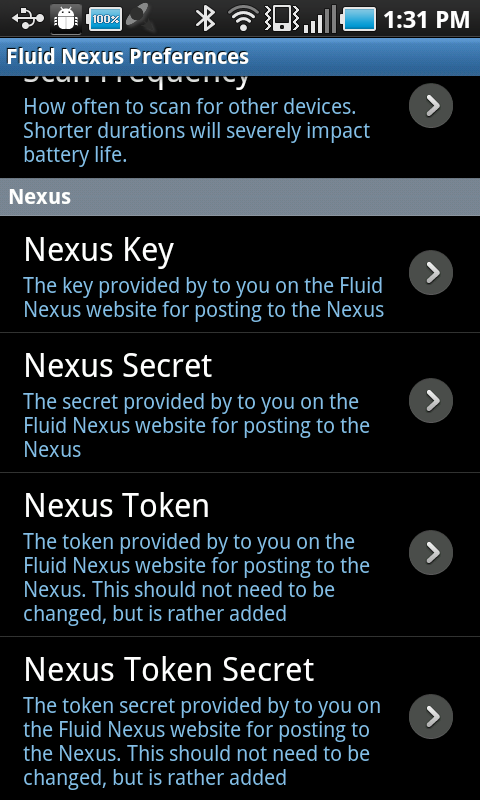 100%
1:31 PM
Fluid Nexus Preferences
Scan Frequency
How often to scan for other devices.
Shorter durations will severely impact
battery life.
Nexus
Nexus Key
The key provided by to you on the Fluid
Nexus website for posting to the Nexus
Nexus Secret
The secret provided by to you on the
Fluid Nexus website for posting to the
Nexus
Nexus Token
The token provided by to you on the
Fluid Nexus website for posting to the
Nexus. This should not need to be
changed, but is rather added
Nexus Token Secret
The token secret provided by to you on
the Fluid Nexus website for posting to
the Nexus. This should not need to be
changed, but is rather added